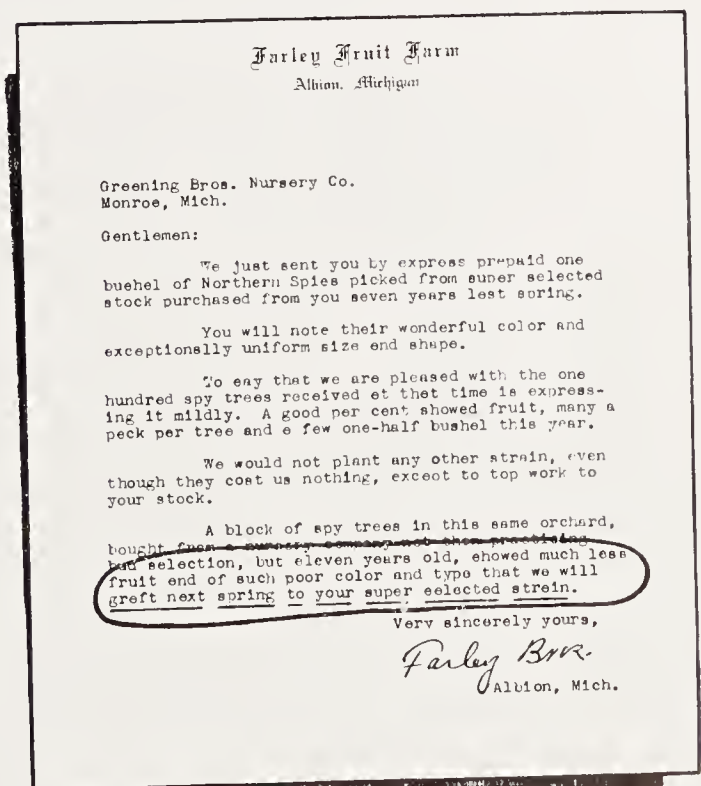 Farley Fruit Farm
Albion, Michigan
Greening Bros. Nursery Co.
Monroe, Mich.
Gentlemen:
We just sent you by express prepaid one
bushel of Northern Spies picked from super selected
stock purchased from you seven years last spring.
You will note their wonderful color and
exceptionally uniform size and shape.
To say that we are pleased with the one
hundred spy trees received at that time is express-
ing it mildly. A good per cent showed fruit, many a
peck per tree and a few one-half bushel this year.
We would not plant any other strain, even
though they cost us nothing, except to top work to
your stock.
A block of spy trees in this same orchard,
bought from a nursery company not then practicing
bud selection, but eleven years old, showed much less
fruit and of such poor color and type that we will
graft next spring to your super selected strain.
Very sincerely yours,
Farley Bros.
Albion, Mich.